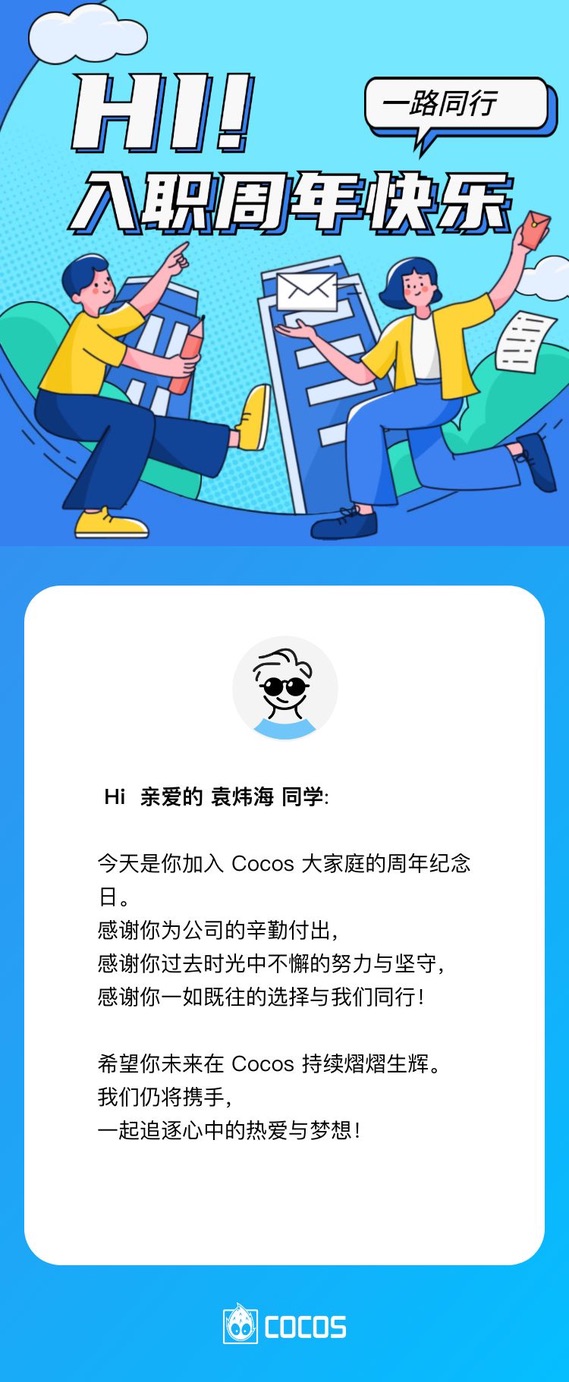 HI!
一路同行
入职周年快乐
Hi 亲爱的 袁炜海 同学:
今天是你加入 Cocos 大家庭的周年纪念
日。
感谢你为公司的辛勤付出，
感谢你过去时光中不懈的努力与坚守，
感谢你一如既往的选择与我们同行！
希望你未来在 Cocos 持续熠熠生辉。
我们仍将携手，
一起追逐心中的热爱与梦想！
COCOS